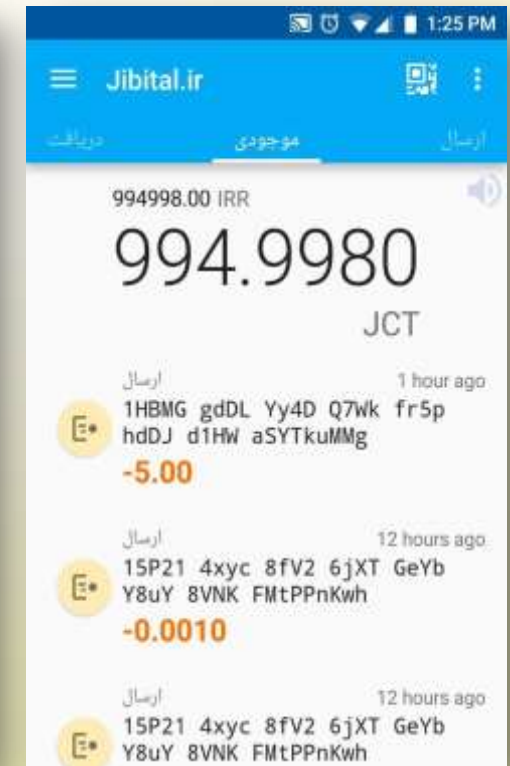 1:25 PM
Jibital.ir
دریافت موجودی ارسال
994998.00 IRR
994.9980
JCT
ارسال 1 hour ago
1HBMG gdDL Yy4D Q7Wk fr5p
hdDJ d1HW aSYTkuMMg
-5.00
ارسال 12 hours ago
15P21 4xyc 8fV2 6jXT GeYb
Y8uY 8VNK FMtPPnKwh
-0.0010
ارسال 12 hours ago
15P21 4xyc 8fV2 6jXT GeYb
Y8uY 8VNK FMtPPnKwh